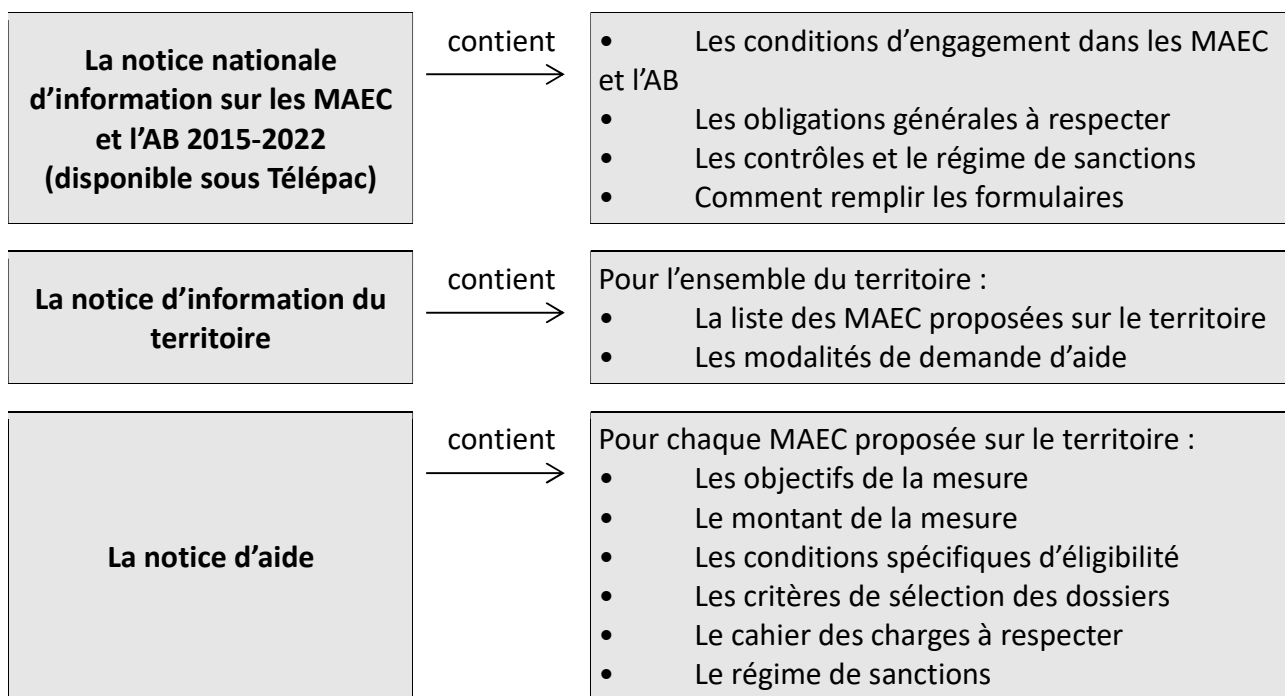 La notice nationale
d’information sur les MAEC
et l’AB 2015-2022
(disponible sous Télépac)
contient
• Les conditions d’engagement dans les MAEC
et l’AB
• Les obligations générales à respecter
• Les contrôles et le régime de sanctions
• Comment remplir les formulaires
La notice d’information du
territoire
contient
Pour l’ensemble du territoire :
• La liste des MAEC proposées sur le territoire
• Les modalités de demande d’aide
La notice d’aide
contient
Pour chaque MAEC proposée sur le territoire :
• Les objectifs de la mesure
• Le montant de la mesure
• Les conditions spécifiques d’éligibilité
• Les critères de sélection des dossiers
• Le cahier des charges à respecter
• Le régime de sanctions